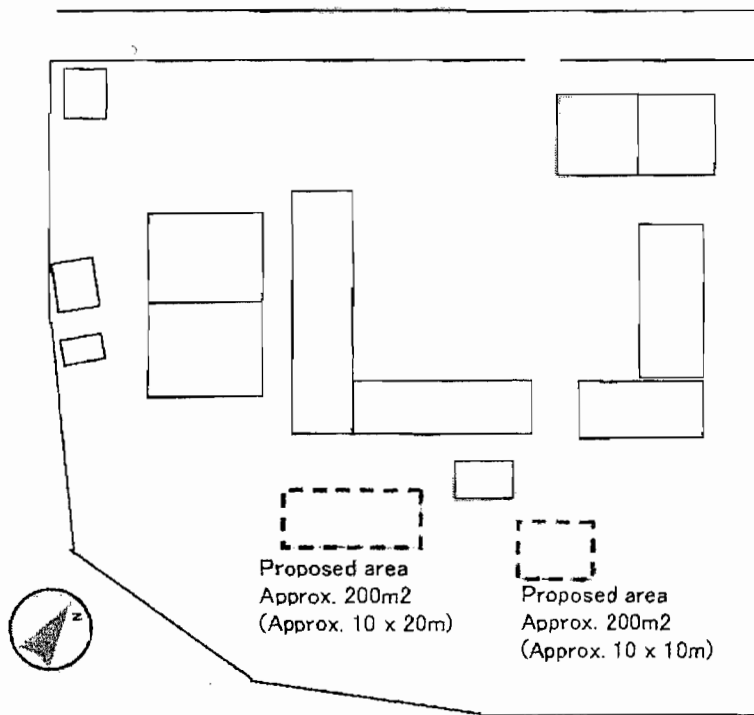 Proposed area
Approx. 200m2
(Approx. 10 x 20m)
Proposed area
Approx. 200m2
(Approx. 10 x 10m)
N